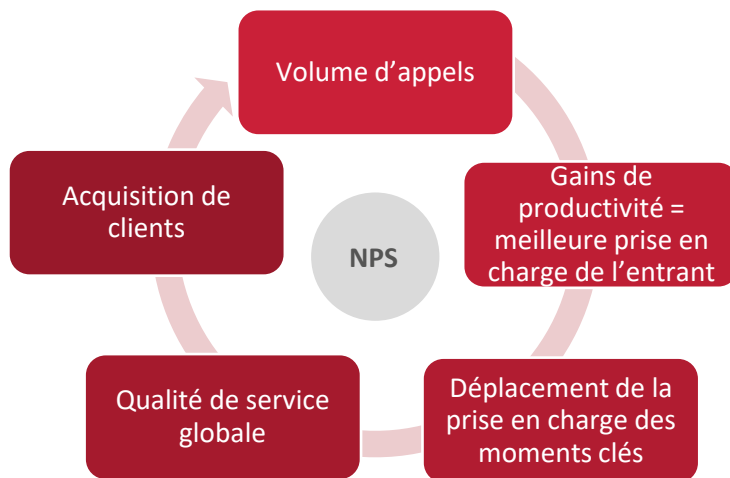 Volume d’appels
Gains de
productivité =
meilleure prise en
charge de l’entrant
Déplacement de la
prise en charge des
moments clés
Qualité de service
globale
Acquisition de
clients
NPS